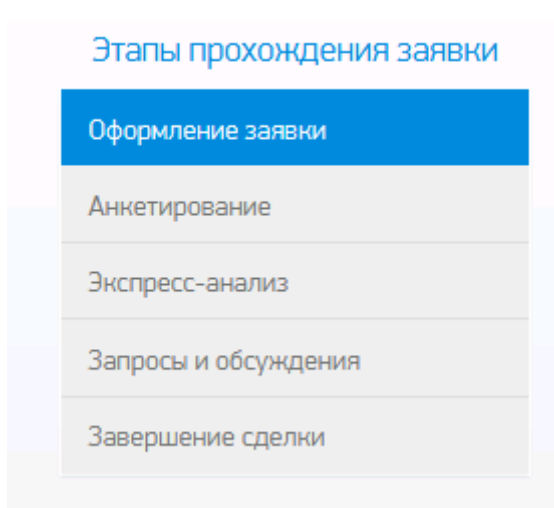 Этапы прохождения заявки
Оформление заявки
Анкетирование
Экспресс-анализ
Запросы и обсуждения
Завершение сделки